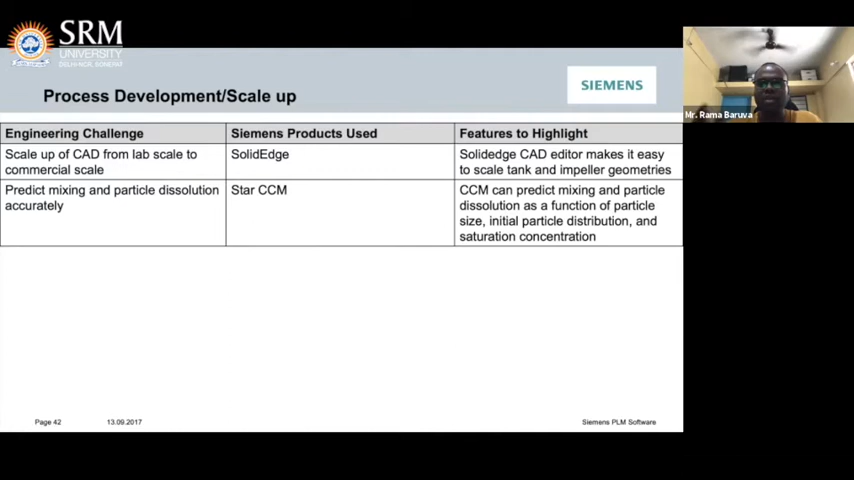 SRM
UNIVERSITY
DELHI-NCR, SONEPAT
SIEMENS
Process Development/Scale up
Mr. Rama Baruva
Engineering Challenge
Siemens Products Used
Features to Highlight
Scale up of CAD from lab scale to
commercial scale
SolidEdge
Solidedge CAD editor makes it easy
to scale tank and impeller geometries
Predict mixing and particle dissolution
accurately
Star CCM
CCM can predict mixing and particle
dissolution as a function of particle
size, initial particle distribution, and
saturation concentration
Page 42
13.09.2017
Siemens PLM Software